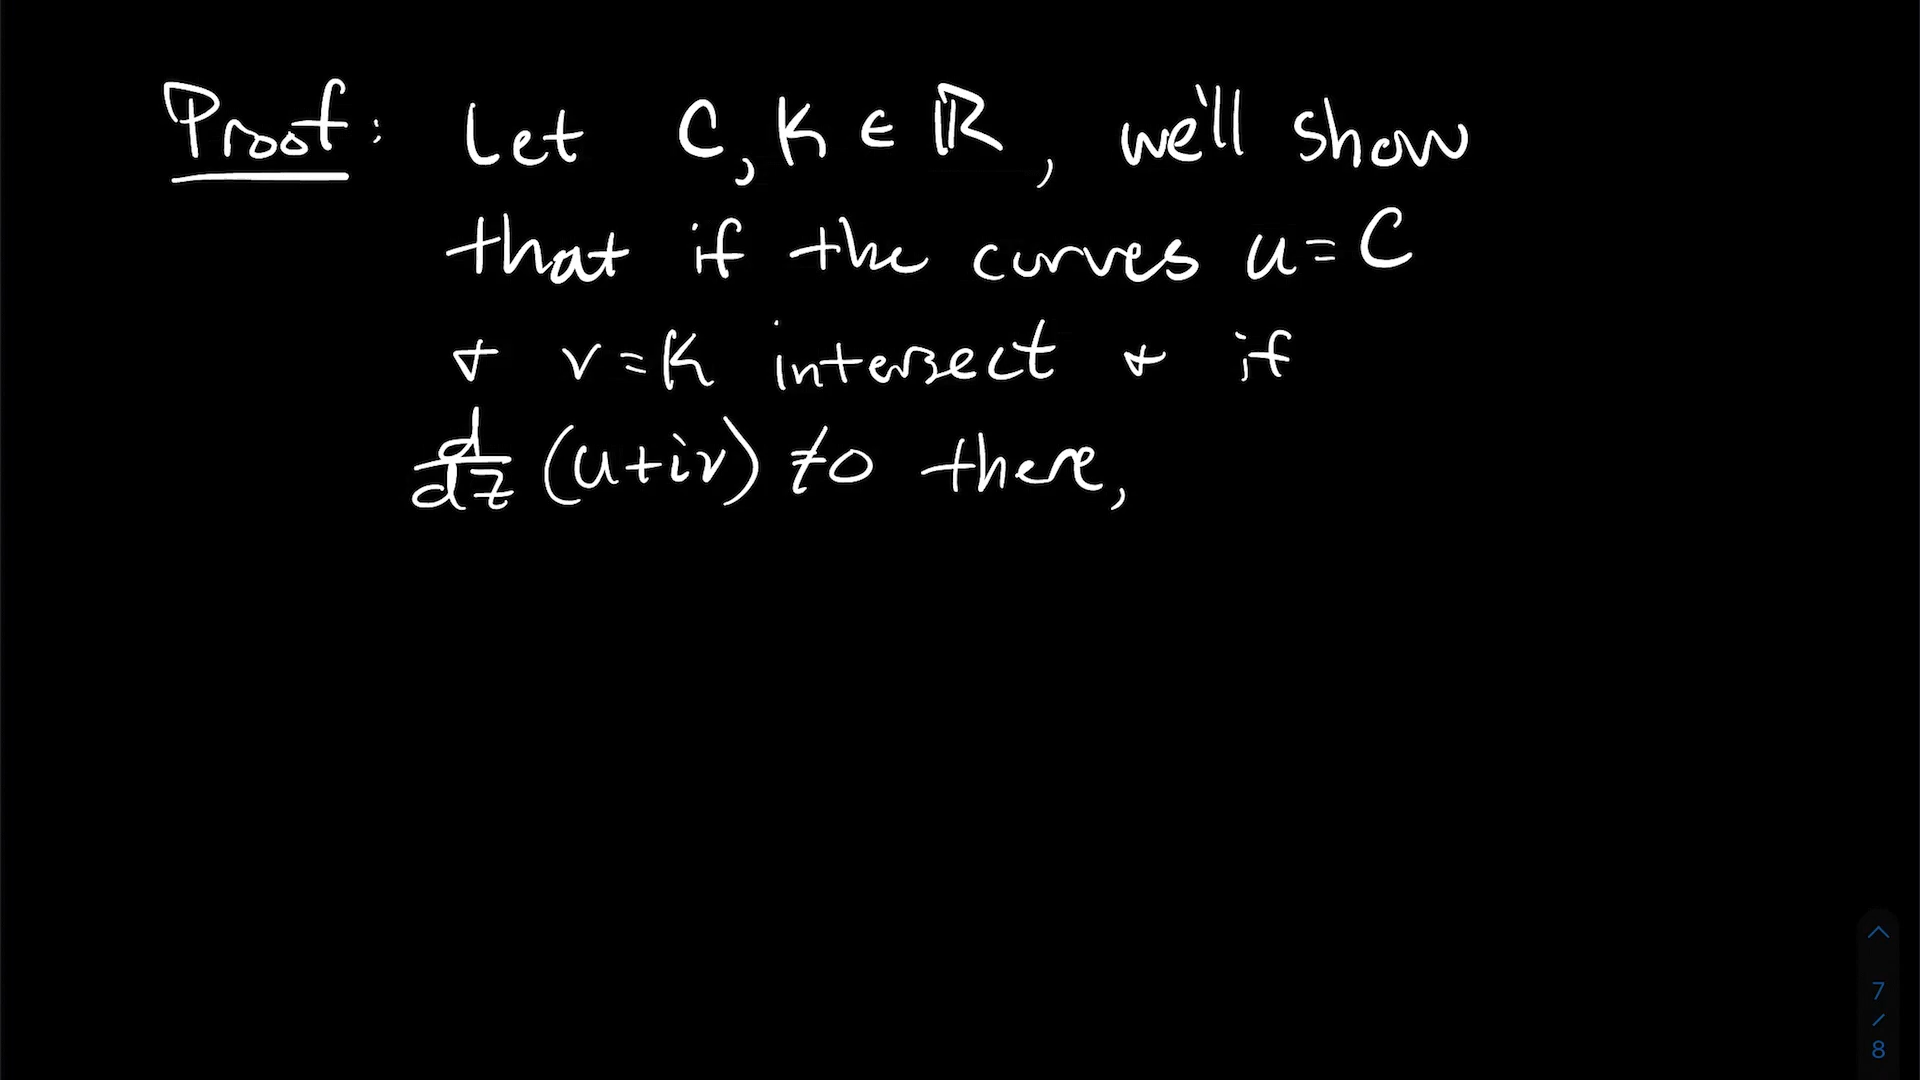 Proof: Let C, K ∈ ℝ, we'll show
that if the curves u = C
& v = K intersect & if
d/dz (u+iv) ≠ 0 there,
7
/
8